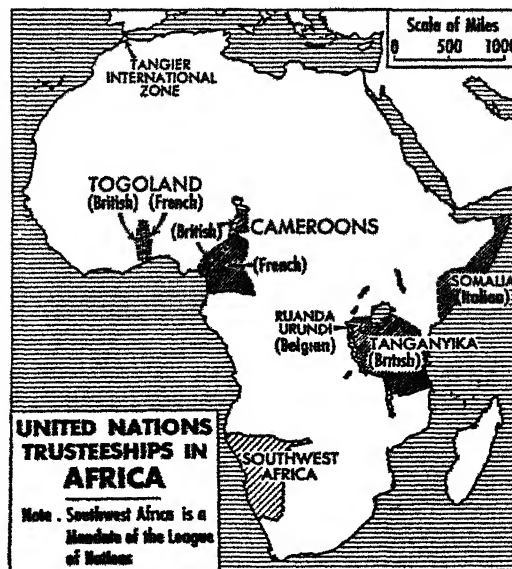 Scale of Miles
0 500 1000
TANGIER
INTERNATIONAL
ZONE
TOGOLAND
(British) (French)
(British)
CAMEROONS
(French)
SOMALIA
(Italian)
RUANDA
URUNDI
(Belgian)
TANGANYIKA
(British)
SOUTHWEST
AFRICA
UNITED NATIONS
TRUSTEESHIPS IN
AFRICA
Note . Southwest Africa is a
Mandate of the League
of Nations